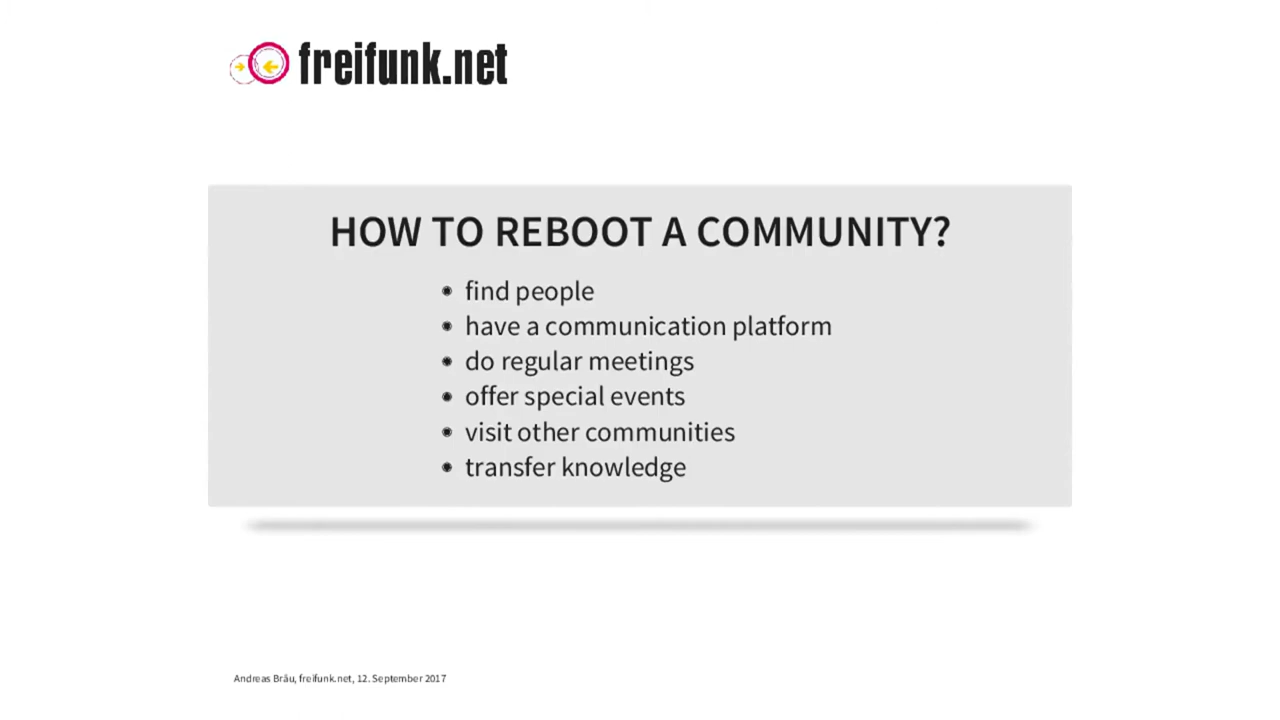 freifunk.net
HOW TO REBOOT A COMMUNITY?
find people
have a communication platform
do regular meetings
offer special events
visit other communities
transfer knowledge
Andreas Bräu, freifunk.net, 12. September 2017